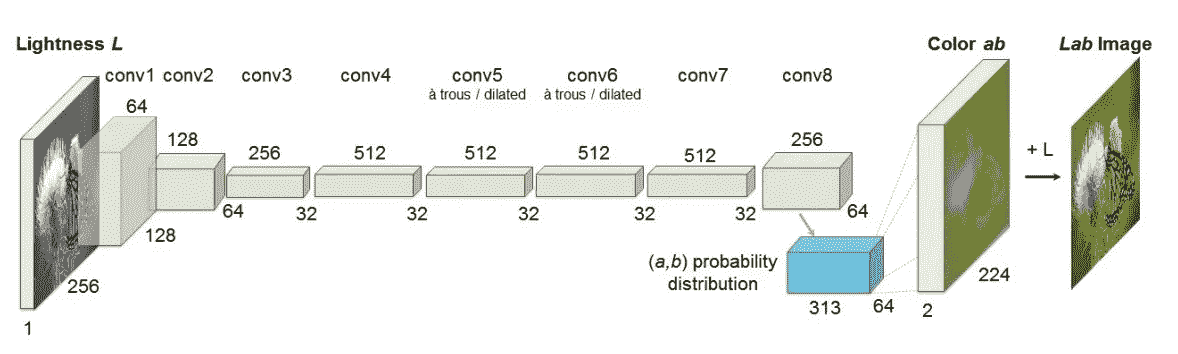 Lightness L
Color ab
Lab Image
conv1
conv2
conv3
conv4
conv5
à trous / dilated
conv6
à trous / dilated
conv7
conv8
64
128
256
512
512
512
512
256
+ L
64
32
32
32
32
32
64
128
256
1
(a,b) probability
distribution
313
64
2
224